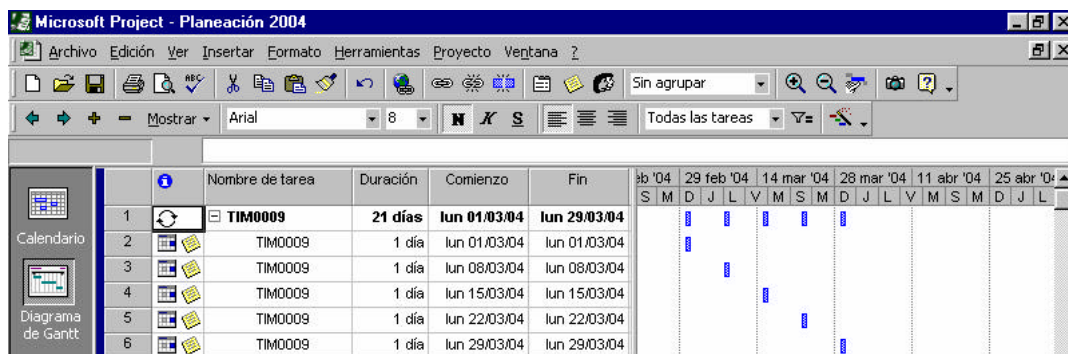 Microsoft Project - Planeación 2004
Archivo Edición Ver Insertar Formato Herramientas Proyecto Ventana ?
Sin agrupar
Mostrar Arial 8 N K S Todas las tareas
Nombre de tarea Duración Comienzo Fin eb '04 29 feb '04 14 mar '04 28 mar '04 11 abr '04 25 abr '04
S M D J L V M S M D J L V M S M D J L
1 TIM0009 21 días lun 01/03/04 lun 29/03/04
Calendario
2 TIM0009 1 día lun 01/03/04 lun 01/03/04
3 TIM0009 1 día lun 08/03/04 lun 08/03/04
4 TIM0009 1 día lun 15/03/04 lun 15/03/04
Diagrama de Gantt
5 TIM0009 1 día lun 22/03/04 lun 22/03/04
6 TIM0009 1 día lun 29/03/04 lun 29/03/04